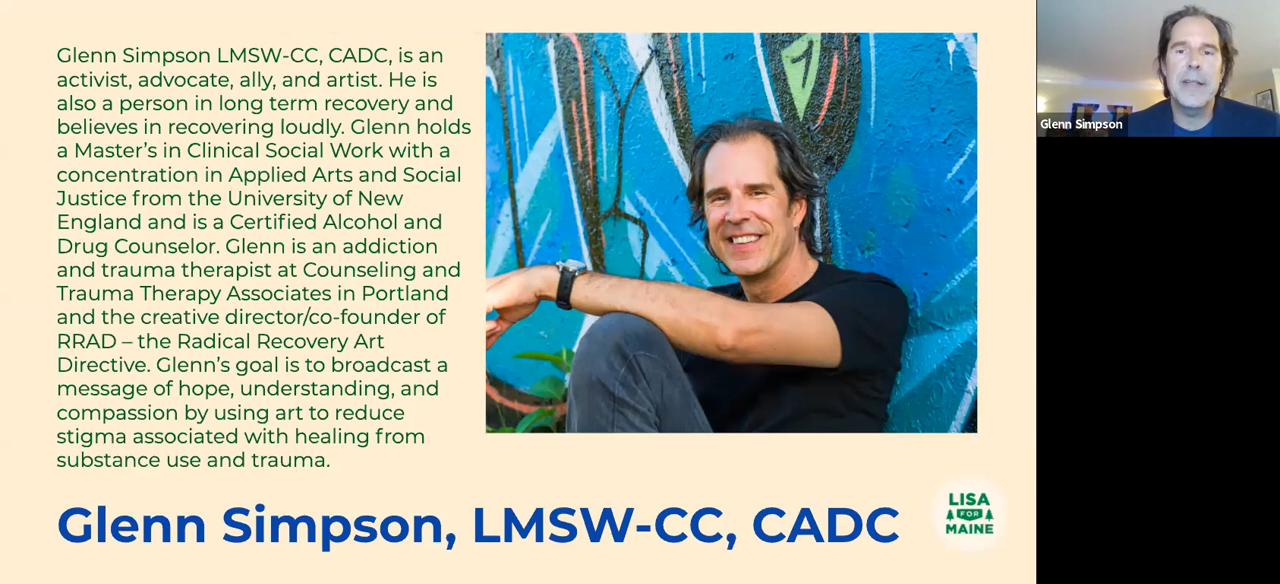 Glenn Simpson LMSW-CC, CADC, is an
activist, advocate, ally, and artist. He is
also a person in long term recovery and
believes in recovering loudly. Glenn holds
a Master's in Clinical Social Work with a
concentration in Applied Arts and Social
Justice from the University of New
England and is a Certified Alcohol and
Drug Counselor. Glenn is an addiction
and trauma therapist at Counseling and
Trauma Therapy Associates in Portland
and the creative director/co-founder of
RRAD – the Radical Recovery Art
Directive. Glenn's goal is to broadcast a
message of hope, understanding, and
compassion by using art to reduce
stigma associated with healing from
substance use and trauma.
Glenn Simpson, LMSW-CC, CADC
LISA
FOR
MAINE
Glenn Simpson